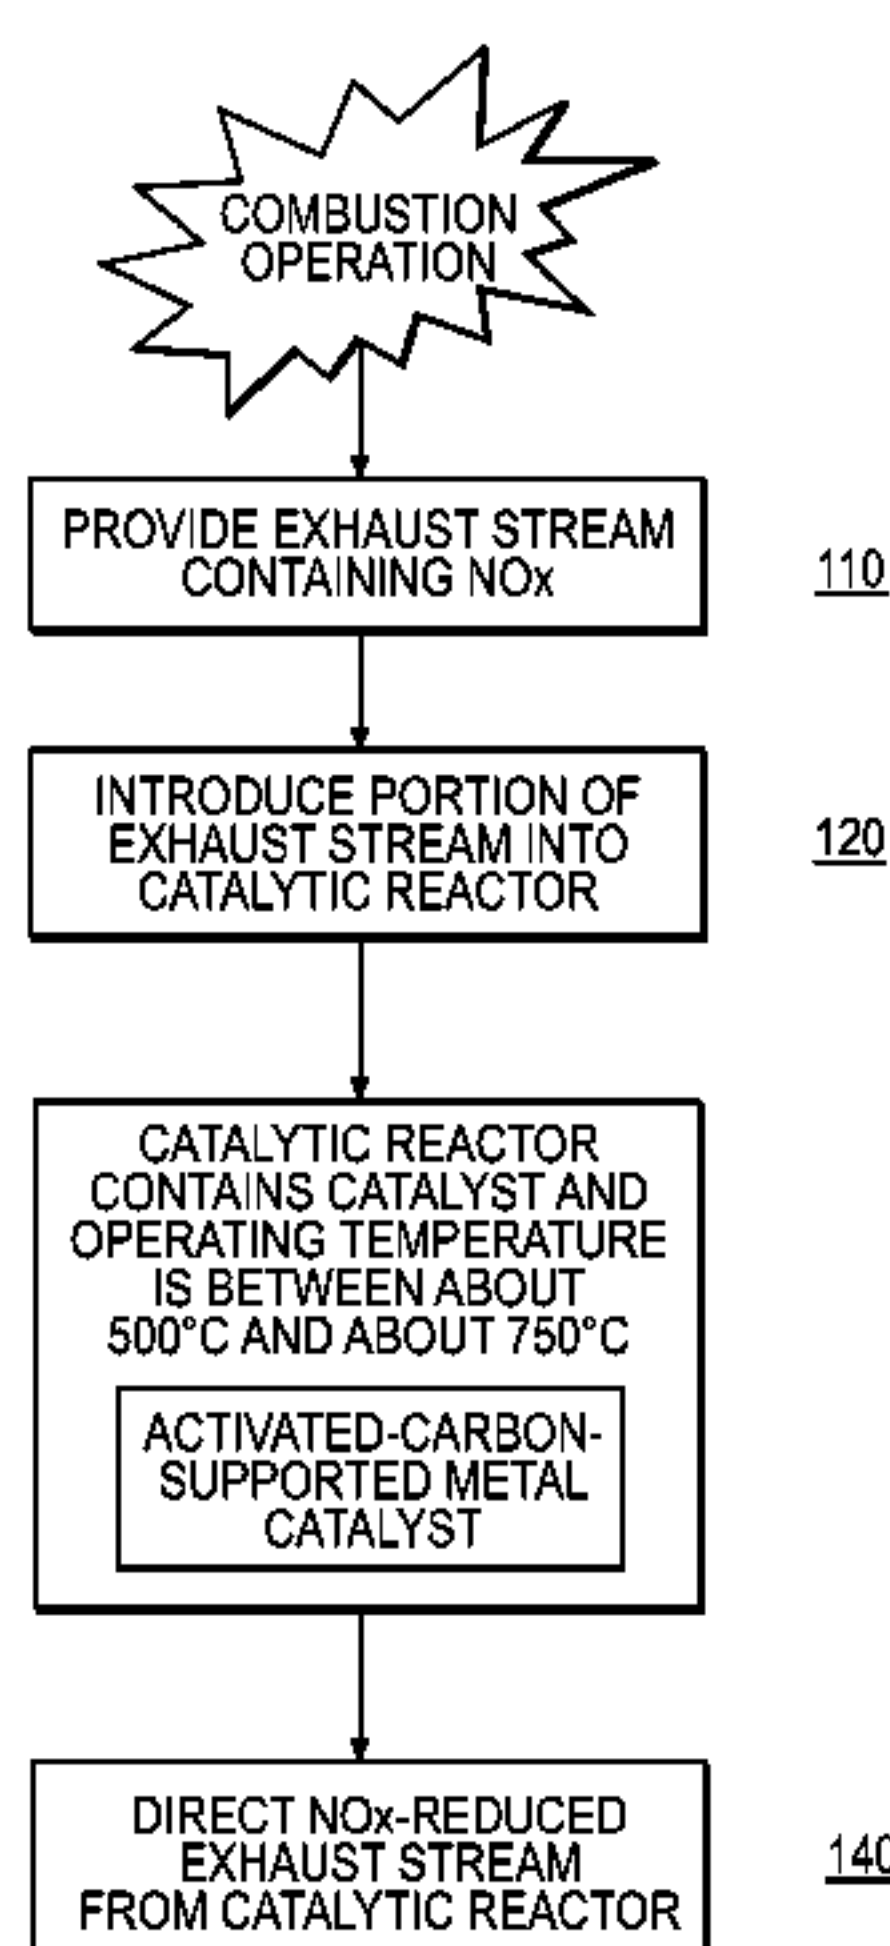 COMBUSTION
OPERATION
PROVIDE EXHAUST STREAM
CONTAINING NOx
110
INTRODUCE PORTION OF
EXHAUST STREAM INTO
CATALYTIC REACTOR
120
CATALYTIC REACTOR
CONTAINS CATALYST AND
OPERATING TEMPERATURE
IS BETWEEN ABOUT
500°C AND ABOUT 750°C
ACTIVATED-CARBON-
SUPPORTED METAL
CATALYST
DIRECT NOx-REDUCED
EXHAUST STREAM
FROM CATALYTIC REACTOR
140